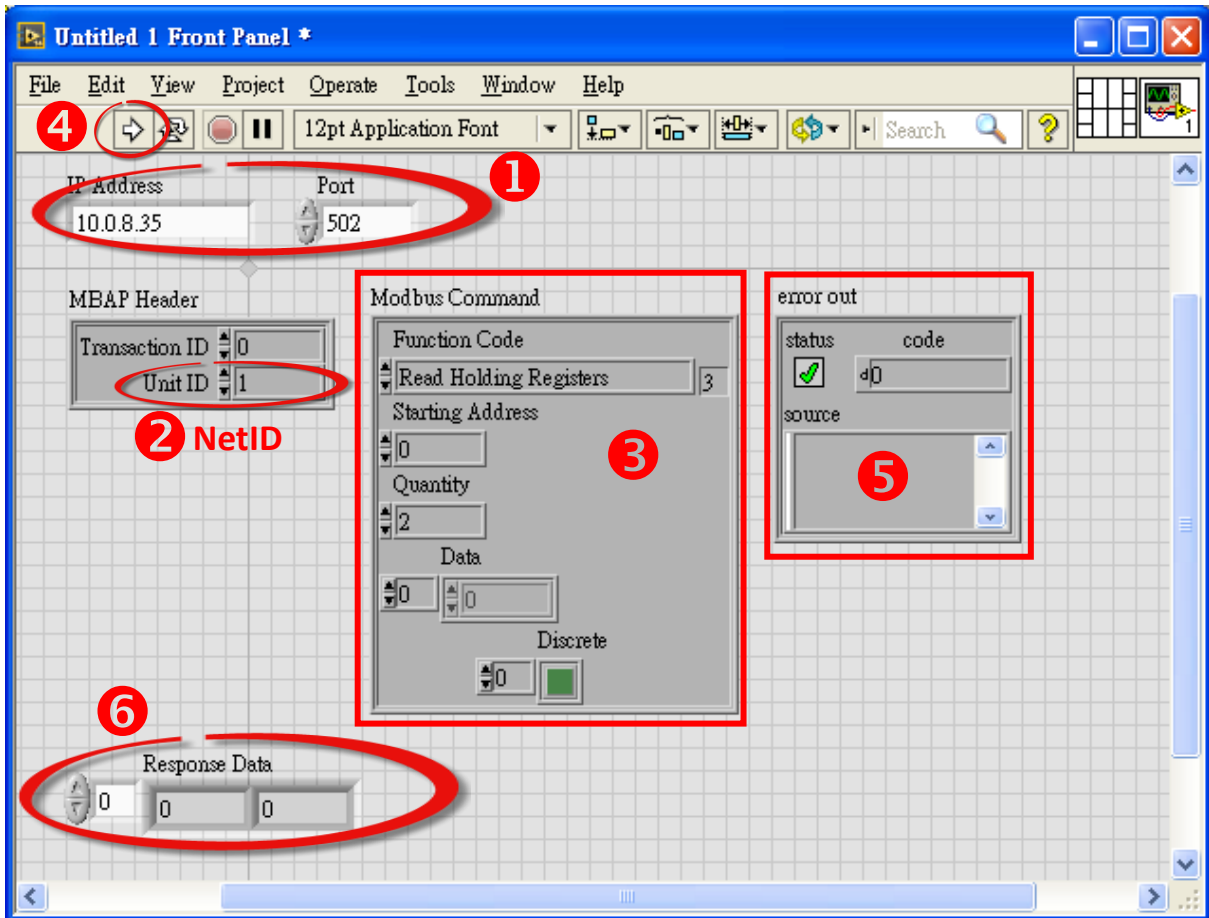 Untitled 1 Front Panel *
File Edit View Project Operate Tools Window Help
4 12pt Application Font Search ? 1
1
IP Address Port
10.0.8.35 502
MBAP Header Modbus Command error out
Transaction ID 0 Function Code status code
Unit ID 1 Read Holding Registers 3 d0
2 NetID Starting Address source
0 3
Quantity 5
2
Data
0 0
Discrete
0
6
Response Data
0 0 0